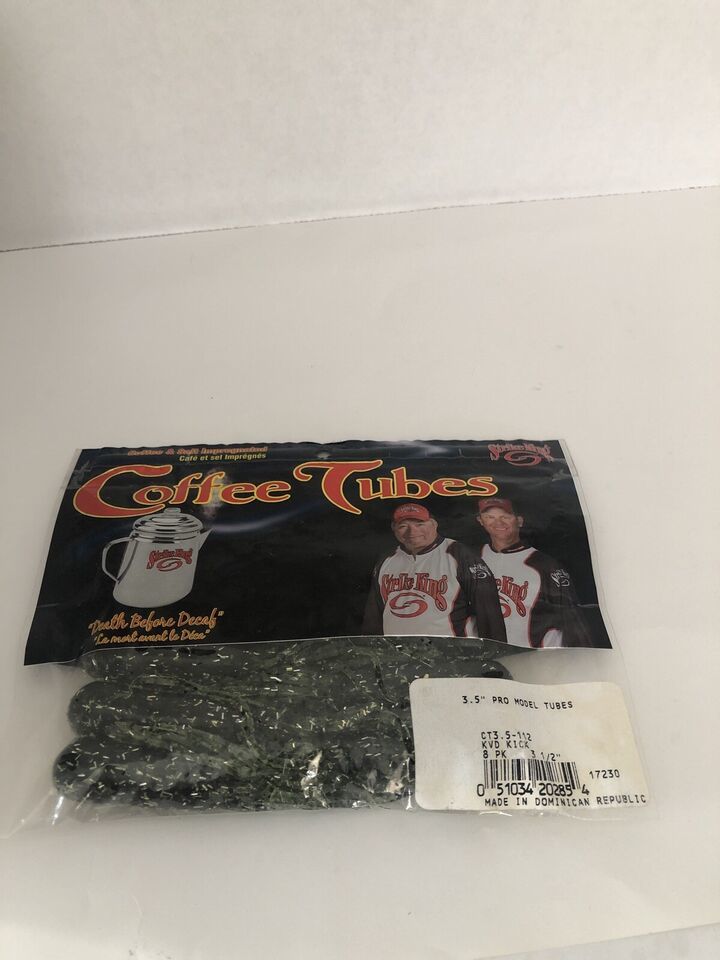 Coffee & Salt Impregnated
Café et sel Imprégnés
Strike King
Coffee Tubes
Strike King
Strike King
Strike King
"Death Before Decaf"
"La mort avant le Déca"
3.5" PRO MODEL TUBES
CT3.5-112
KVD KICK
8 PK 3 1/2"
17230
0 51034 20285 4
MADE IN DOMINICAN REPUBLIC